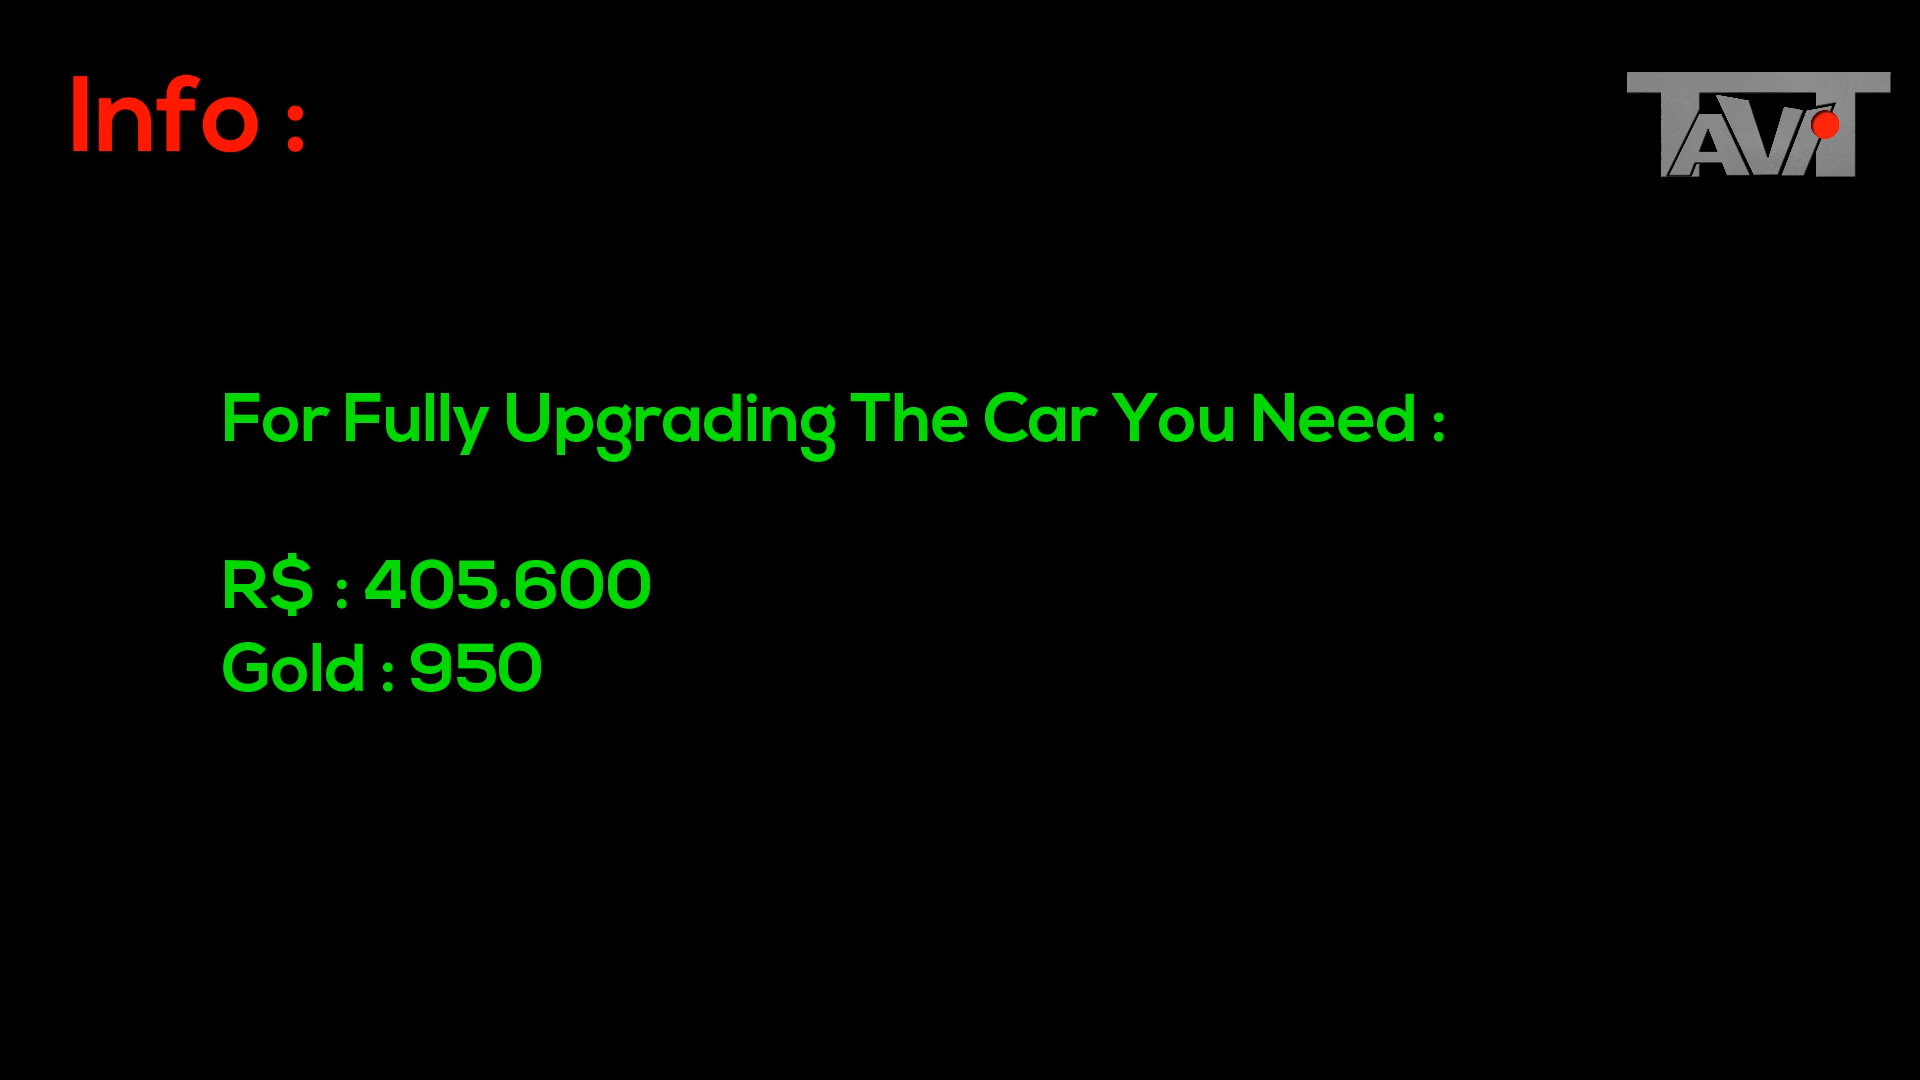 Info :
TAViT
For Fully Upgrading The Car You Need :
R$ : 405.600
Gold : 950